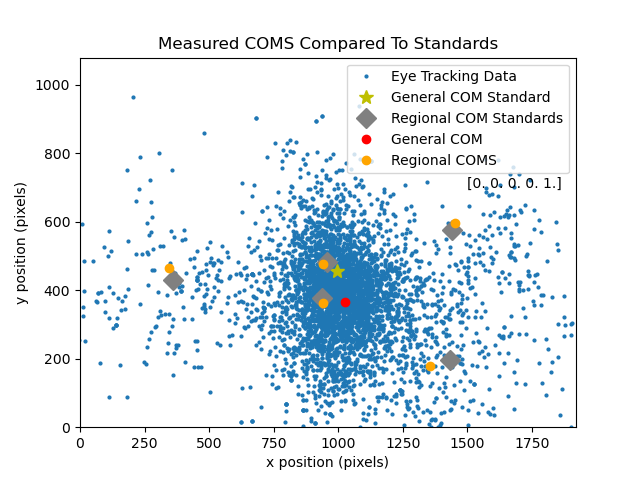 Measured COMS Compared To Standards
Eye Tracking Data
General COM Standard
Regional COM Standards
General COM
Regional COMS
[0. 0. 0. 0. 1.]
1000
800
600
400
200
0
y position (pixels)
0 250 500 750 1000 1250 1500 1750
x position (pixels)